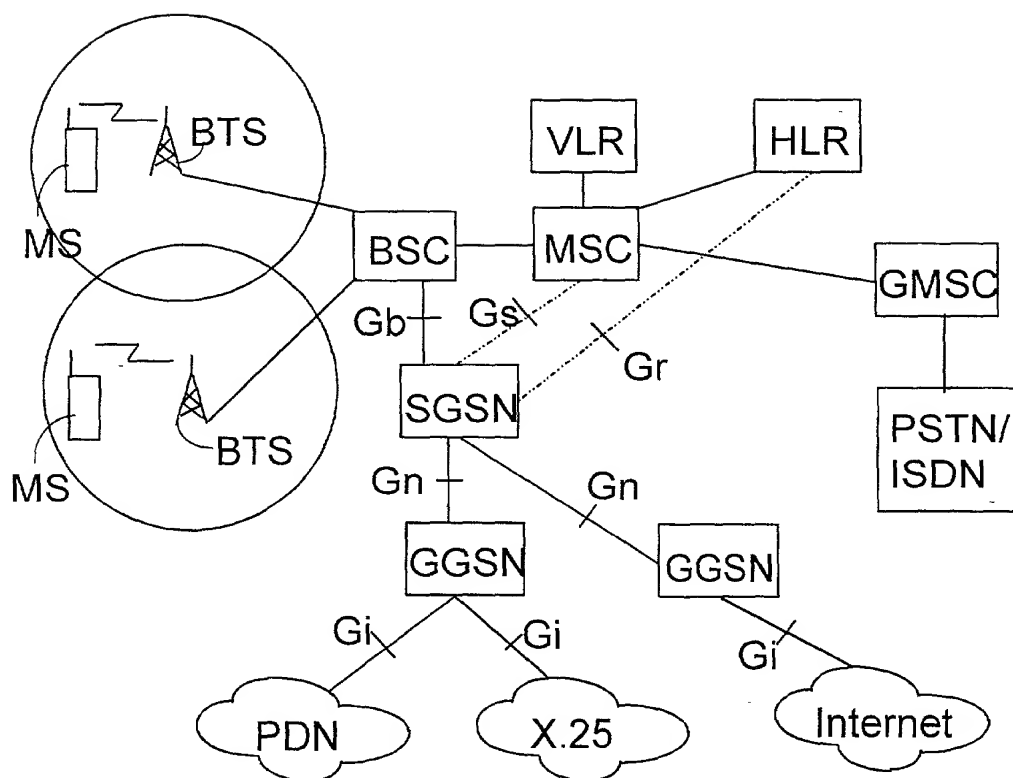 BTS
VLR
HLR
MS
BSC
MSC
GMSC
Gb
Gs
Gr
SGSN
PSTN/
ISDN
BTS
MS
Gn
Gn
GGSN
GGSN
Gi
Gi
Gi
PDN
X.25
Internet